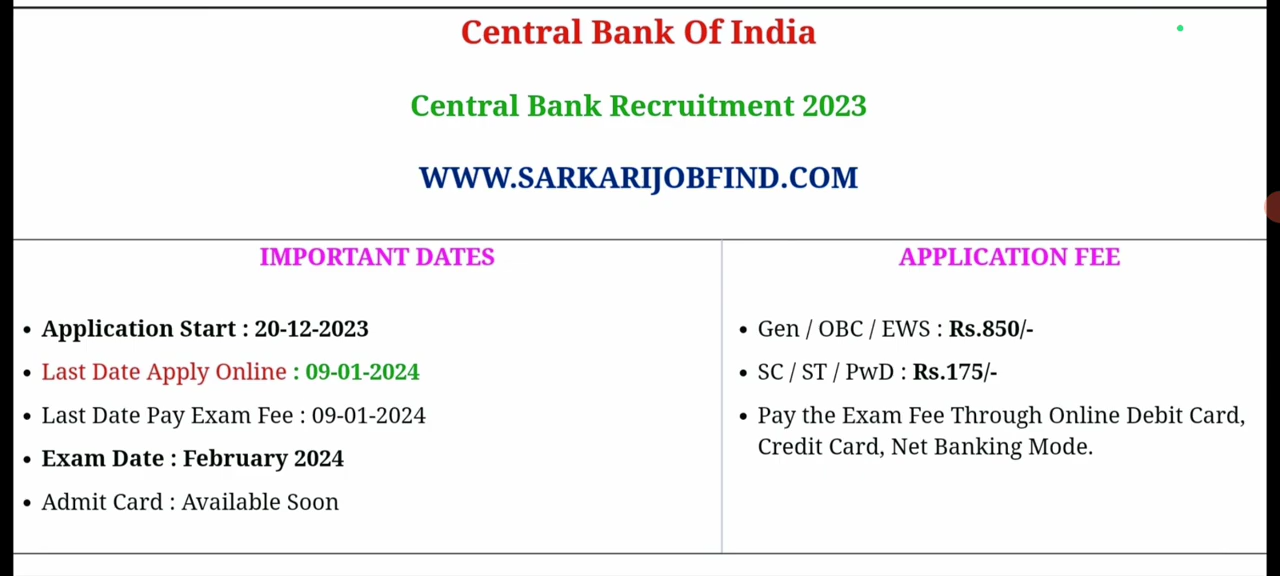 Central Bank Of India
Central Bank Recruitment 2023
WWW.SARKARIJOBFIND.COM
IMPORTANT DATES
• Application Start : 20-12-2023
• Last Date Apply Online : 09-01-2024
• Last Date Pay Exam Fee : 09-01-2024
• Exam Date : February 2024
• Admit Card : Available Soon
APPLICATION FEE
• Gen / OBC / EWS : Rs.850/-
• SC / ST / PwD : Rs.175/-
• Pay the Exam Fee Through Online Debit Card,
Credit Card, Net Banking Mode.